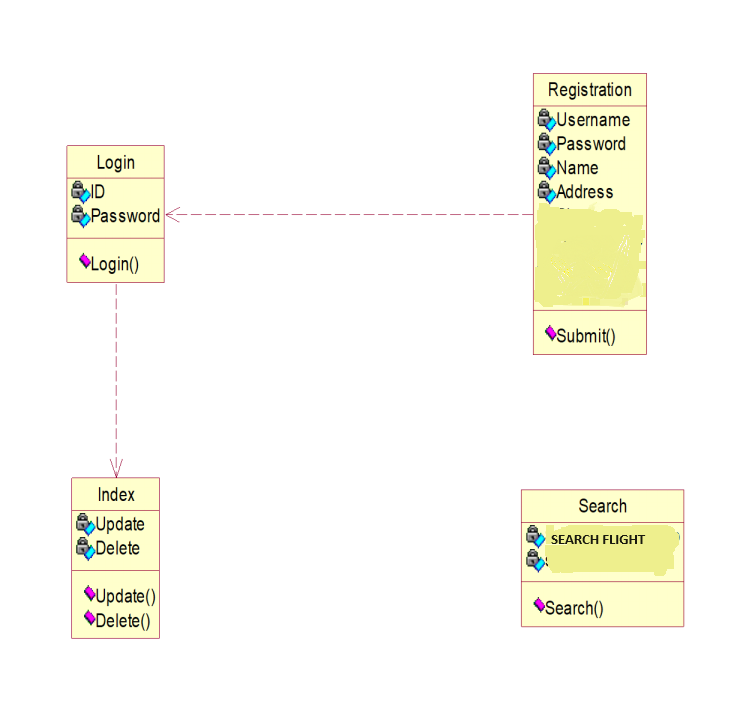 Registration
Username
Password
Name
Address
Submit()
Login
ID
Password
Login()
Index
Update
Delete
Update()
Delete()
Search
SEARCH FLIGHT
Search()